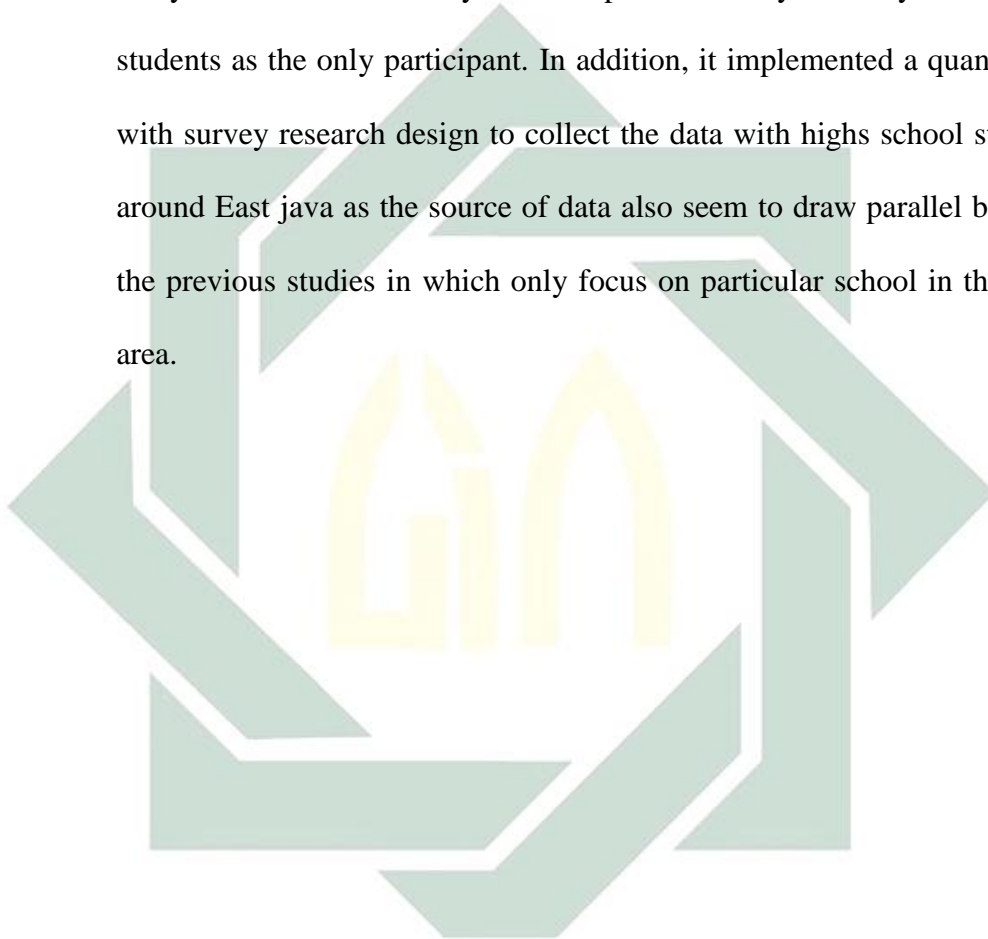 students as the only participant. In addition, it implemented a quan
with survey research design to collect the data with highs school s
around East java as the source of data also seem to draw parallel b
the previous studies in which only focus on particular school in th
area.